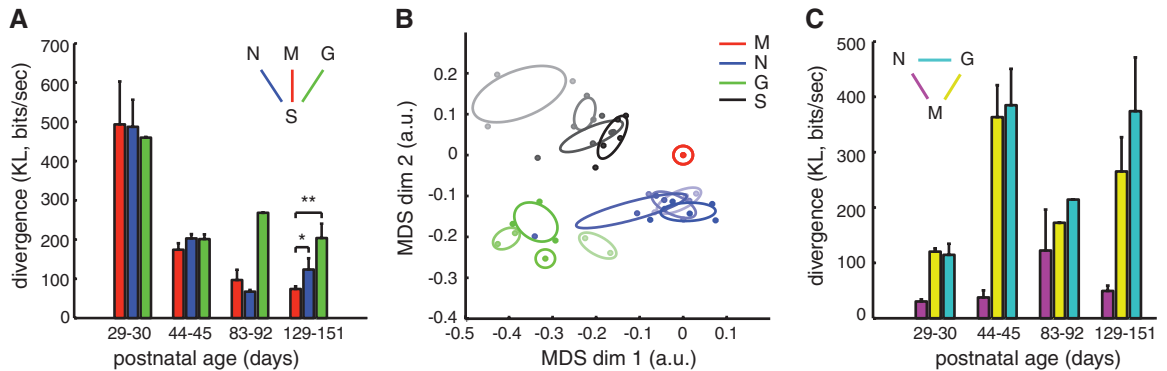 A
divergence (KL, bits/sec)
700
600
500
400
300
200
100
0
N M G
S
**
*
29-30 44-45 83-92 129-151
postnatal age (days)
B
MDS dim 2 (a.u.)
0.2
0.1
0
-0.1
-0.2
-0.3
-0.4
M
N
G
S
-0.5 -0.4 -0.3 -0.2 -0.1 0 0.1
MDS dim 1 (a.u.)
C
divergence (KL, bits/sec)
500
400
300
200
100
0
N G
M
29-30 44-45 83-92 129-151
postnatal age (days)